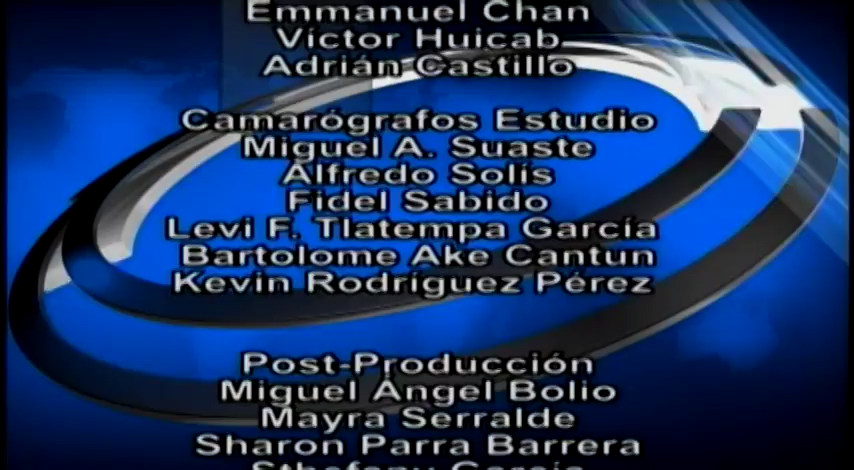 Emmanuel Chan
Víctor Huicab
Adrián Castillo
Camarógrafos Estudio
Miguel A. Suaste
Alfredo Solís
Fidel Sabido
Levi F. Tlatempa García
Bartolome Ake Cantun
Kevin Rodríguez Pérez
Post-Producción
Miguel Ángel Bolio
Mayra Serralde
Sharon Parra Barrera